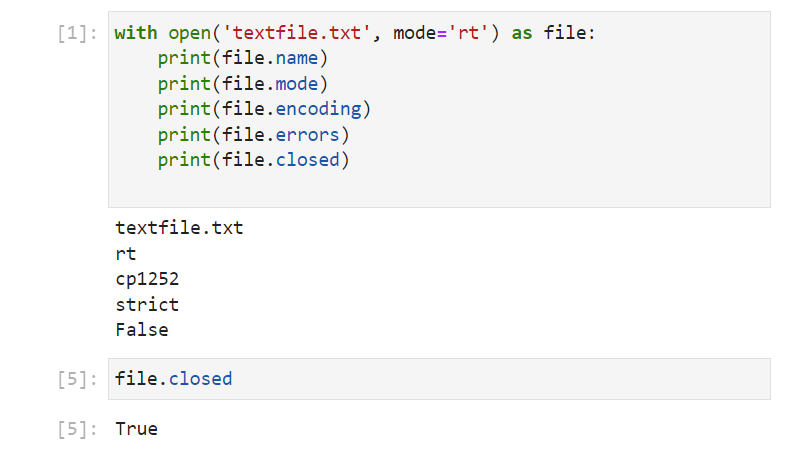 [1]: with open('textfile.txt', mode='rt') as file:
    print(file.name)
    print(file.mode)
    print(file.encoding)
    print(file.errors)
    print(file.closed)
textfile.txt
rt
cp1252
strict
False
[5]: file.closed
[5]: True